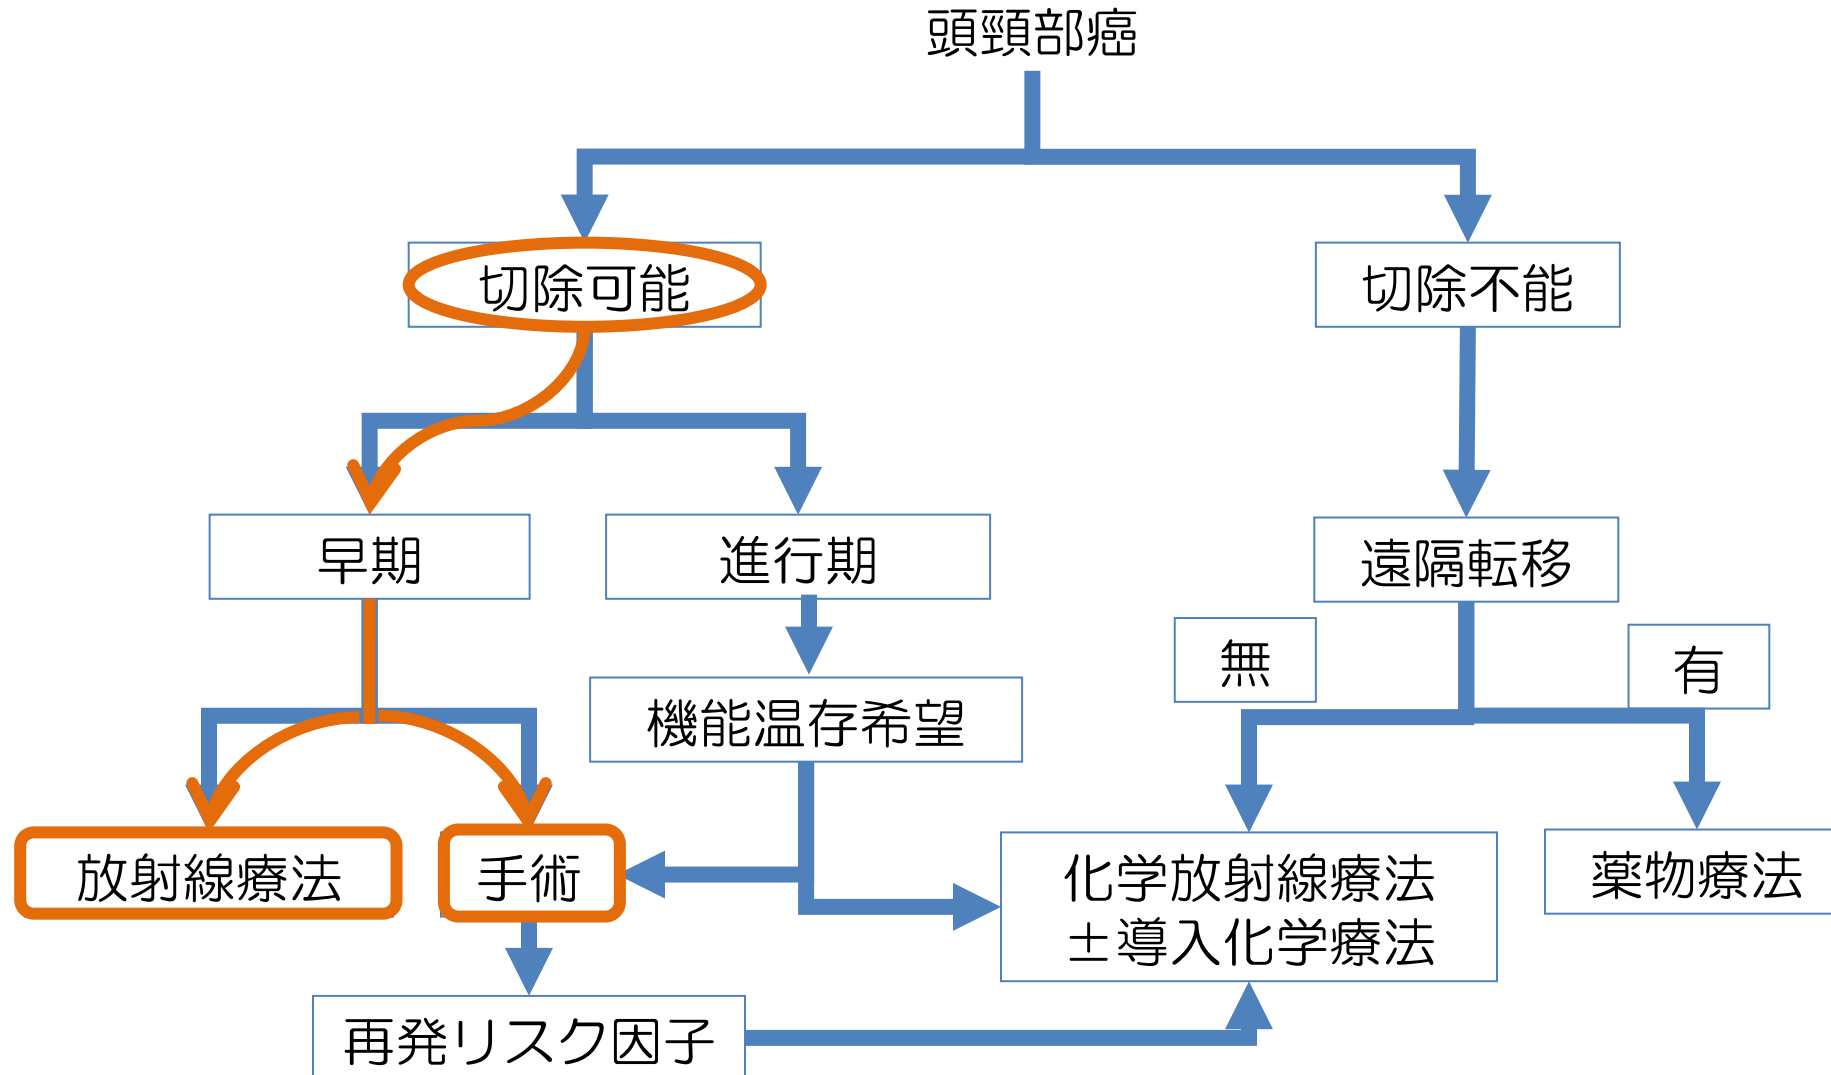 頭頸部癌
切除可能
切除不能
早期
進行期
遠隔転移
無
有
機能温存希望
放射線療法
手術
化学放射線療法
±導入化学療法
薬物療法
再発リスク因子